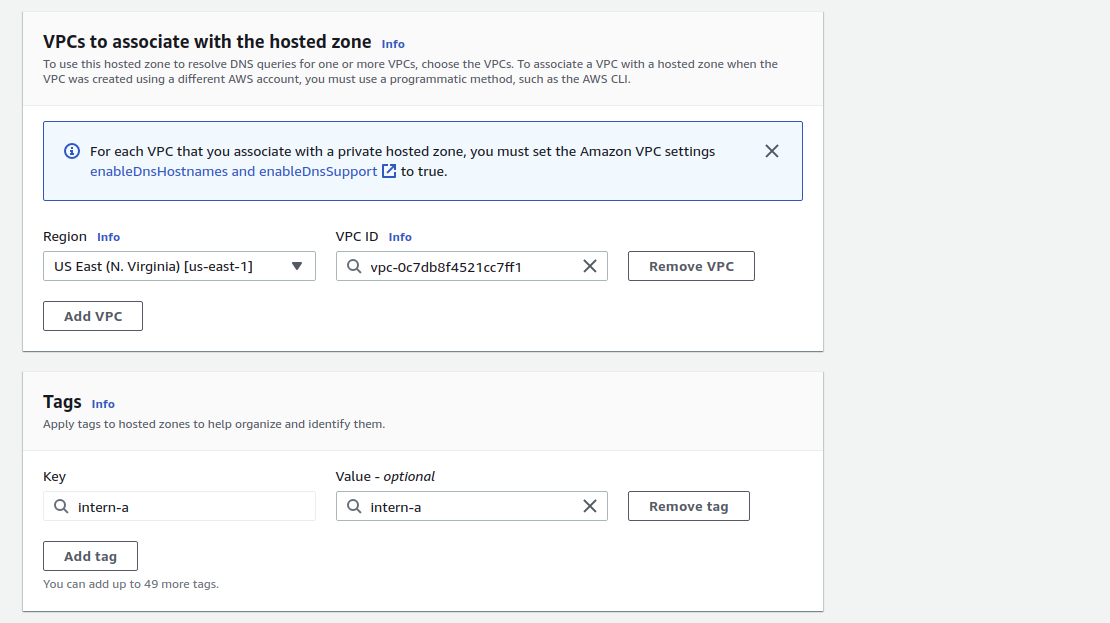 VPCs to associate with the hosted zone Info
To use this hosted zone to resolve DNS queries for one or more VPCs, choose the VPCs. To associate a VPC with a hosted zone when the
VPC was created using a different AWS account, you must use a programmatic method, such as the AWS CLI.
For each VPC that you associate with a private hosted zone, you must set the Amazon VPC settings
enableDnsHostnames and enableDnsSupport to true.
Region Info VPC ID Info
US East (N. Virginia) [us-east-1] vpc-0c7db8f4521cc7ff1 Remove VPC
Add VPC
Tags Info
Apply tags to hosted zones to help organize and identify them.
Key Value - optional
intern-a intern-a Remove tag
Add tag
You can add up to 49 more tags.